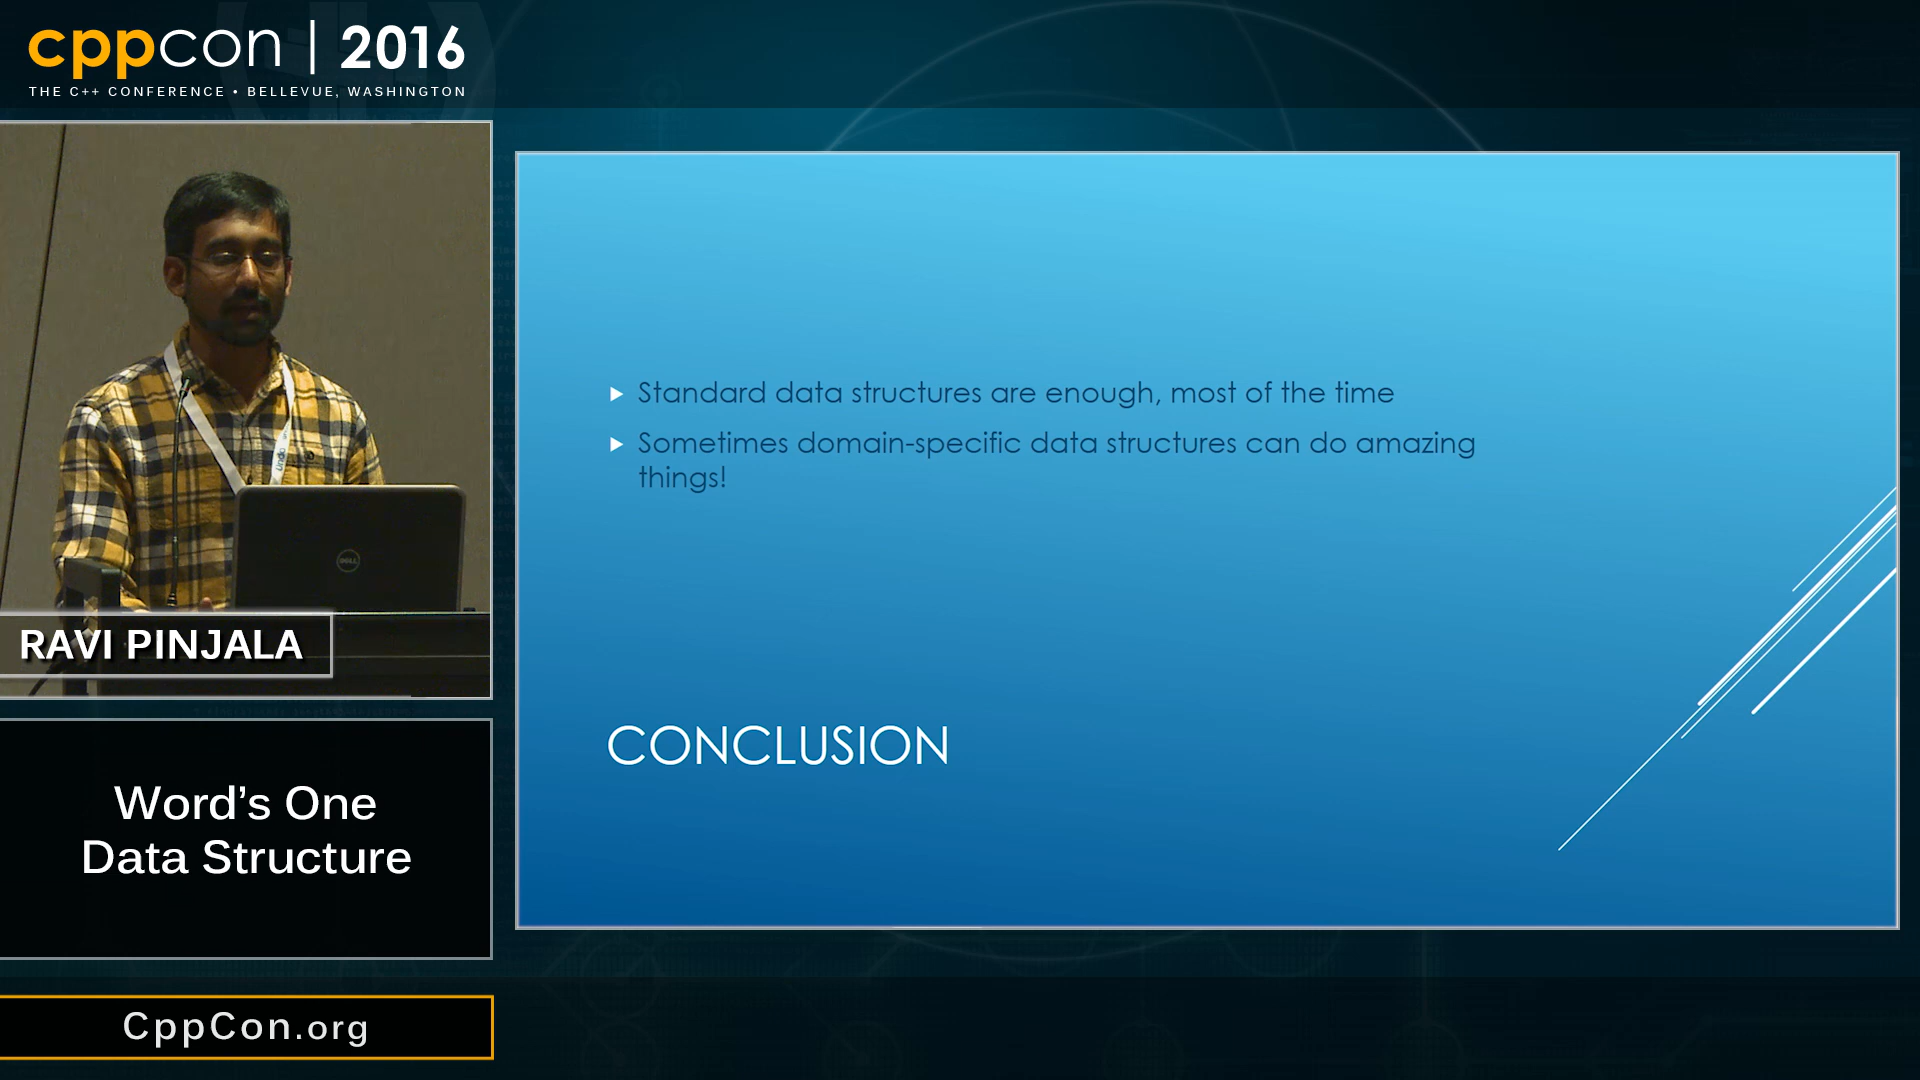 cppcon | 2016
THE C++ CONFERENCE • BELLEVUE, WASHINGTON
RAVI PINJALA
Word’s One
Data Structure
CppCon.org
Standard data structures are enough, most of the time
Sometimes domain-specific data structures can do amazing
things!
CONCLUSION
DELL